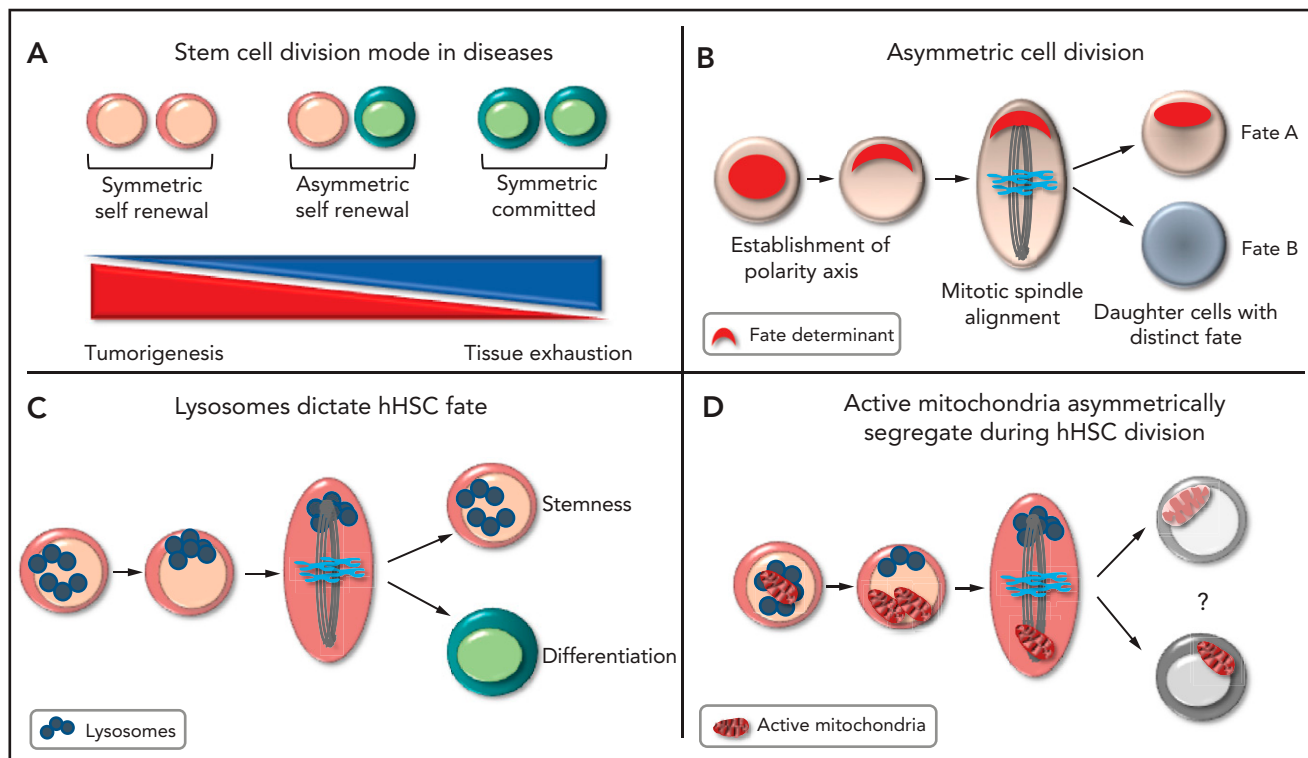 A
Stem cell division mode in diseases
Symmetric
self renewal
Asymmetric
self renewal
Symmetric
committed
Tumorigenesis
Tissue exhaustion
B
Asymmetric cell division
Fate A
Fate B
Establishment of
polarity axis
Mitotic spindle
alignment
Daughter cells with
distinct fate
Fate determinant
C
Lysosomes dictate hHSC fate
Stemness
Differentiation
Lysosomes
D
Active mitochondria asymmetrically
segregate during hHSC division
?
Active mitochondria